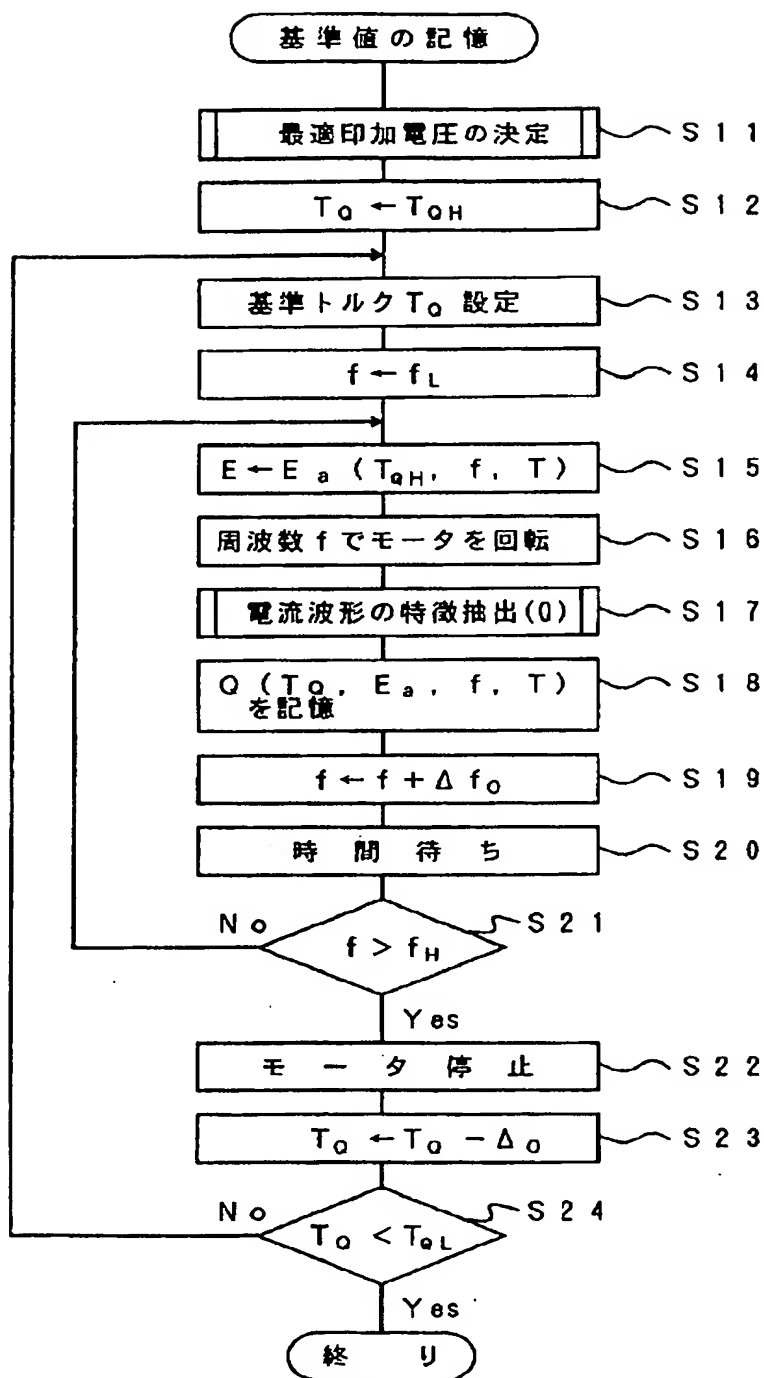 基準値の記憶
最適印加電圧の決定 S11
T_Q ← T_QH S12
基準トルクT_Q 設定 S13
f ← f_L S14
E ← E_a (T_QH, f, T) S15
周波数fでモータを回転 S16
電流波形の特徴抽出(Q) S17
Q (T_Q, E_a, f, T)
を記憶 S18
f ← f + Δf_0 S19
時間待ち S20
No S21
f > f_H
Yes
モータ停止 S22
T_Q ← T_Q − Δ_0 S23
No S24
T_Q < T_QL
Yes
終り